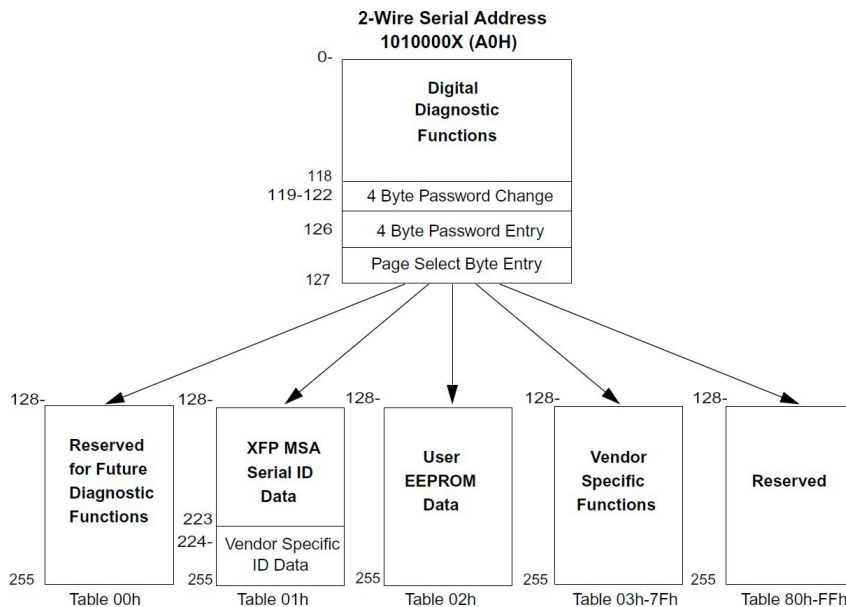 2-Wire Serial Address
1010000X (A0H)
0-
Digital
Diagnostic
Functions
118
119-122
4 Byte Password Change
126
4 Byte Password Entry
Page Select Byte Entry
127
128-
Reserved
for Future
Diagnostic
Functions
255
Table 00h
128-
XFP MSA
Serial ID
Data
223
224-
Vendor Specific
ID Data
255
Table 01h
128-
User
EEPROM
Data
255
Table 02h
128-
Vendor
Specific
Functions
255
Table 03h-7Fh
128-
Reserved
255
Table 80h-FFh